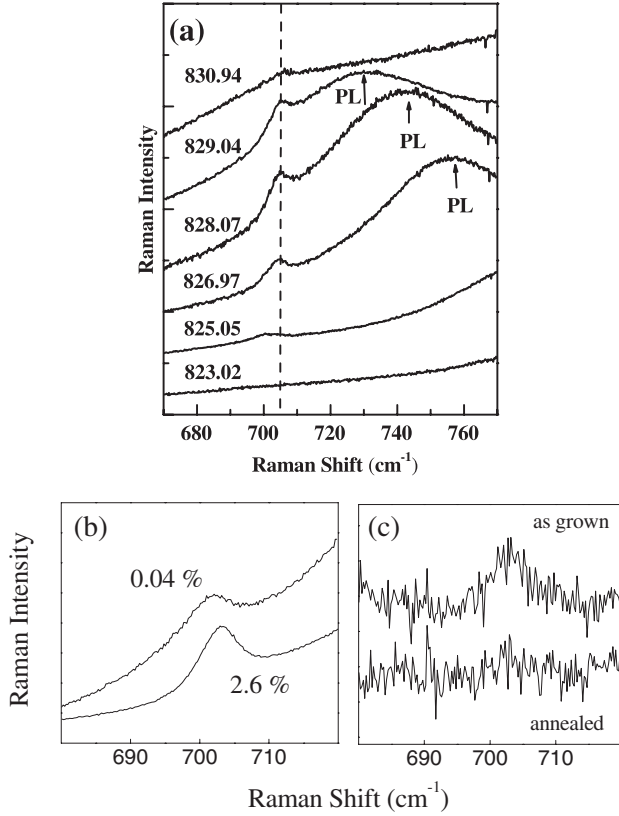 (a)
830.94
829.04
828.07
826.97
825.05
823.02
PL
PL
PL
Raman Intensity
680 700 720 740 760
Raman Shift (cm⁻¹)
(b)
0.04 %
2.6 %
Raman Intensity
690 700 710
(c)
as grown
annealed
690 700 710
Raman Shift (cm⁻¹)